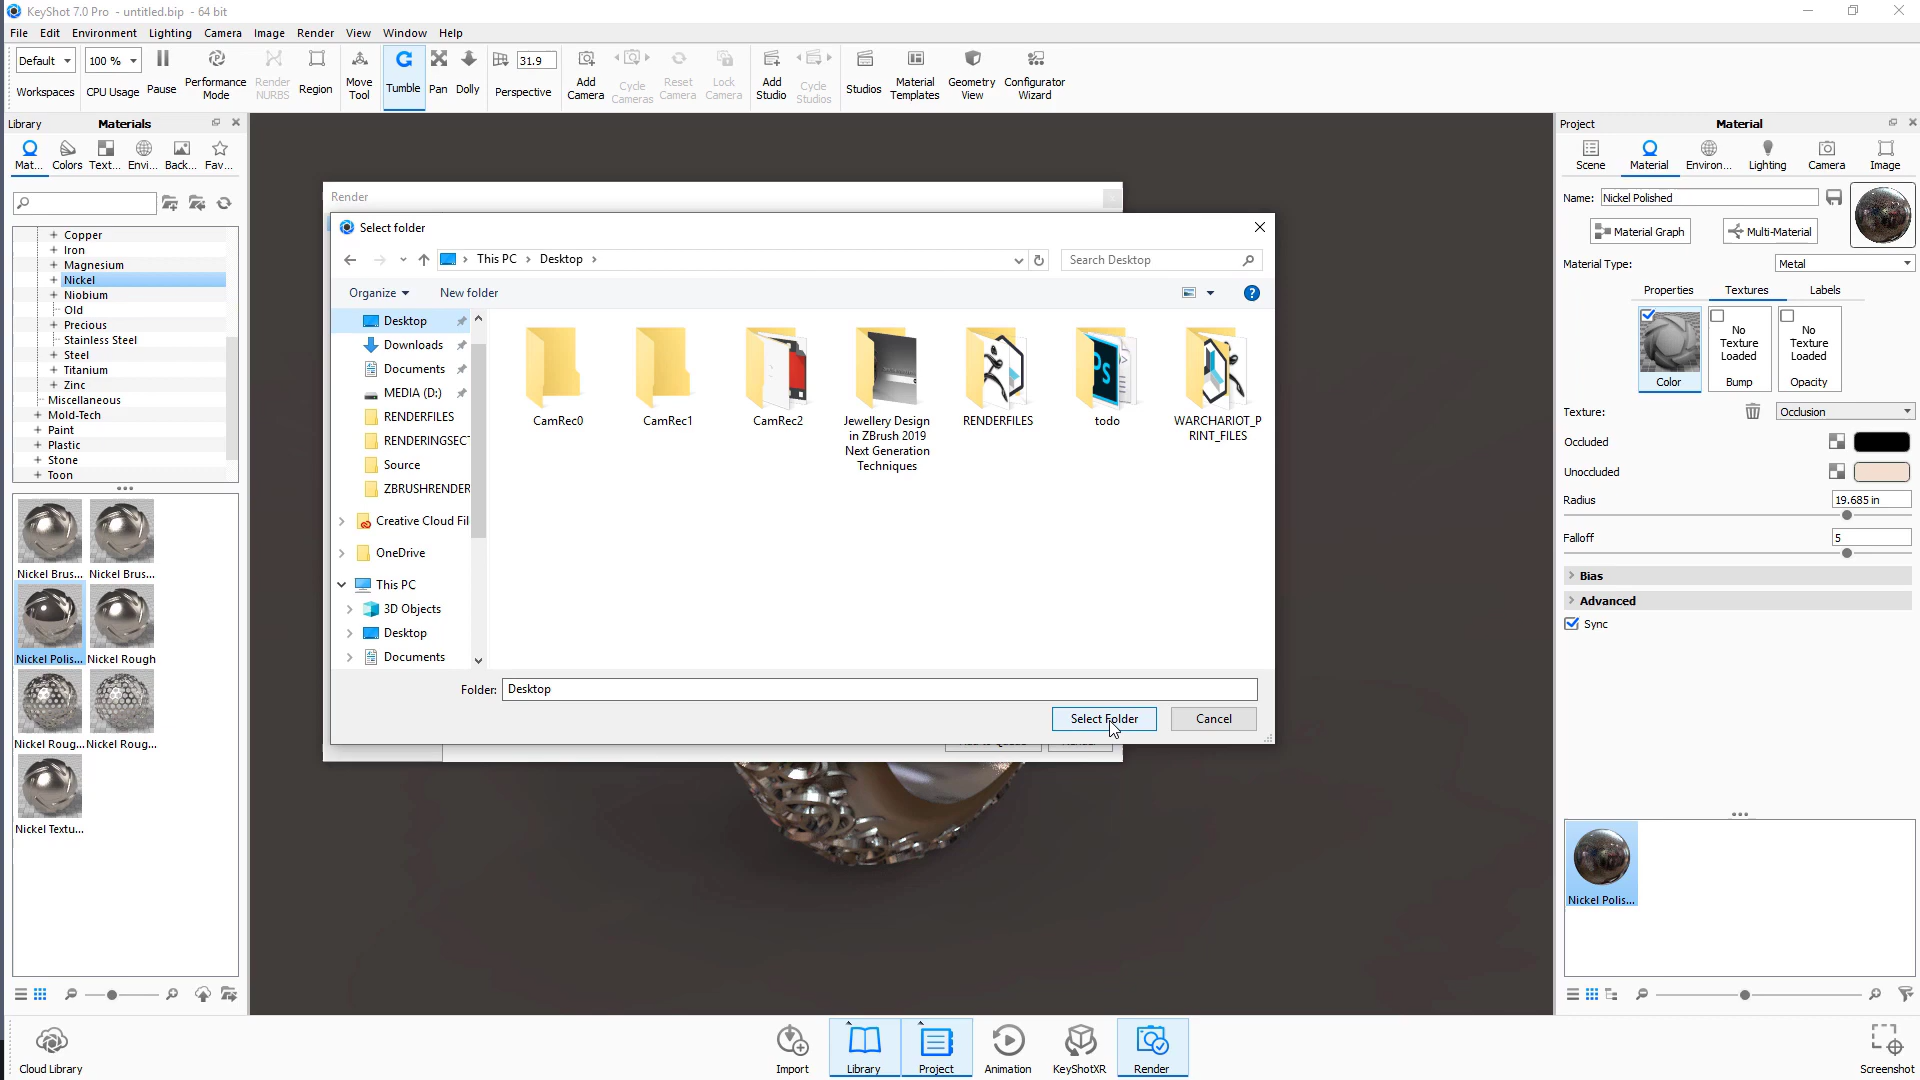 KeyShot 7.0 Pro - untitled.bip - 64 bit
File Edit Environment Lighting Camera Image Render View Window Help
Default
100 %
31.9
Workspaces
CPU Usage
Pause
Performance
Mode
Render
NURBS
Region
Move
Tool
Tumble
Pan
Dolly
Perspective
Add
Camera
Cycle
Cameras
Reset
Camera
Lock
Camera
Add
Studio
Cycle
Studios
Studios
Material
Templates
Geometry
View
Configurator
Wizard
Library
Materials
Mat... Colors Text... Envi... Back... Fav...
Copper
Iron
Magnesium
Nickel
Niobium
Old
Precious
Stainless Steel
Steel
Titanium
Zinc
Miscellaneous
Mold-Tech
Paint
Plastic
Stone
Toon
Nickel Brus... Nickel Brus...
Nickel Polis... Nickel Rough
Nickel Roug... Nickel Roug...
Nickel Textu...
Render
Select folder
This PC > Desktop >
Search Desktop
Organize
New folder
Desktop
Downloads
Documents
MEDIA (D:)
RENDERFILES
RENDERINGSECT
Source
ZBRUSHRENDER
Creative Cloud Fil
OneDrive
This PC
3D Objects
Desktop
Documents
CamRec0
CamRec1
CamRec2
Jewellery Design
in ZBrush 2019
Next Generation
Techniques
RENDERFILES
todo
WARCHARIOT_P
RINT_FILES
Folder: Desktop
Select Folder
Cancel
Project
Material
Scene Material Environ... Lighting Camera Image
Name: Nickel Polished
Material Graph
Multi-Material
Material Type: Metal
Properties Textures Labels
Color
No
Texture
Loaded
Bump
No
Texture
Loaded
Opacity
Texture: Occlusion
Occluded
Unoccluded
Radius 19.685 in
Falloff 5
Bias
Advanced
Sync
Nickel Polis...
Cloud Library
Import
Library
Project
Animation
KeyShotXR
Render
Screenshot